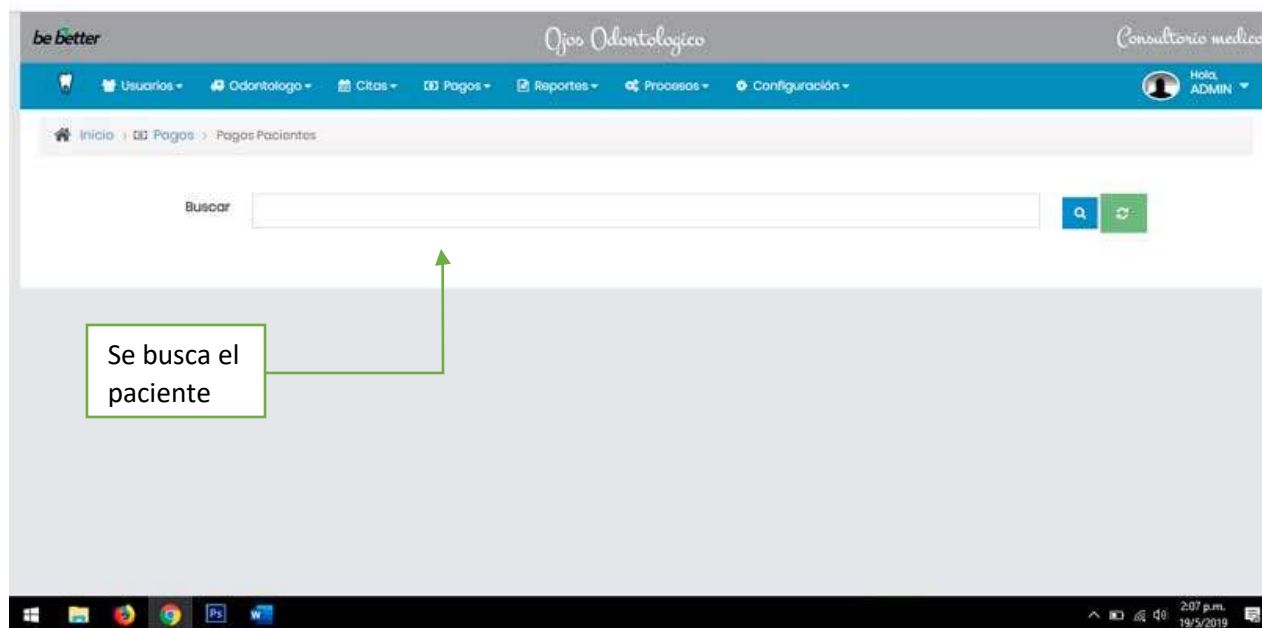 be better
Ojos Odontologico
Consultorio medico
Usuarios
Odontologo
Citas
Pagos
Reportes
Procesos
Configuración
Hola,
ADMIN
Inicio > Pagos > Pagos Pacientes
Buscar
Se busca el
paciente
Ps
W
2:07 p.m.
19/5/2019